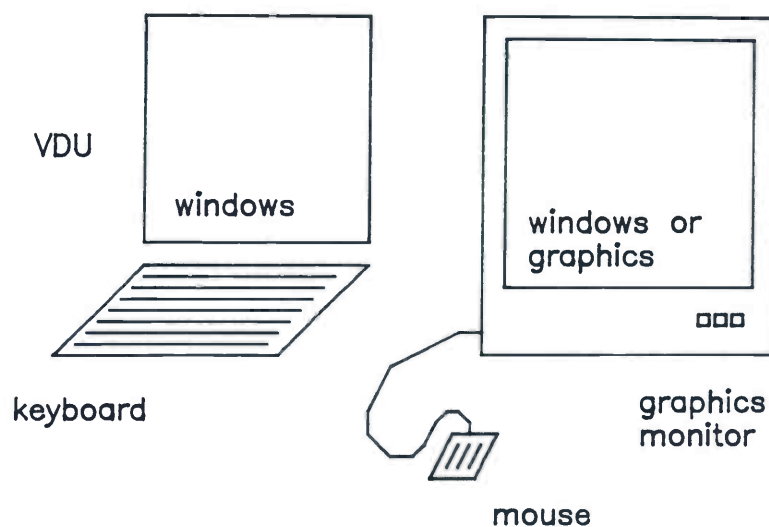 VDU
windows
windows or
graphics
keyboard
graphics
monitor
mouse